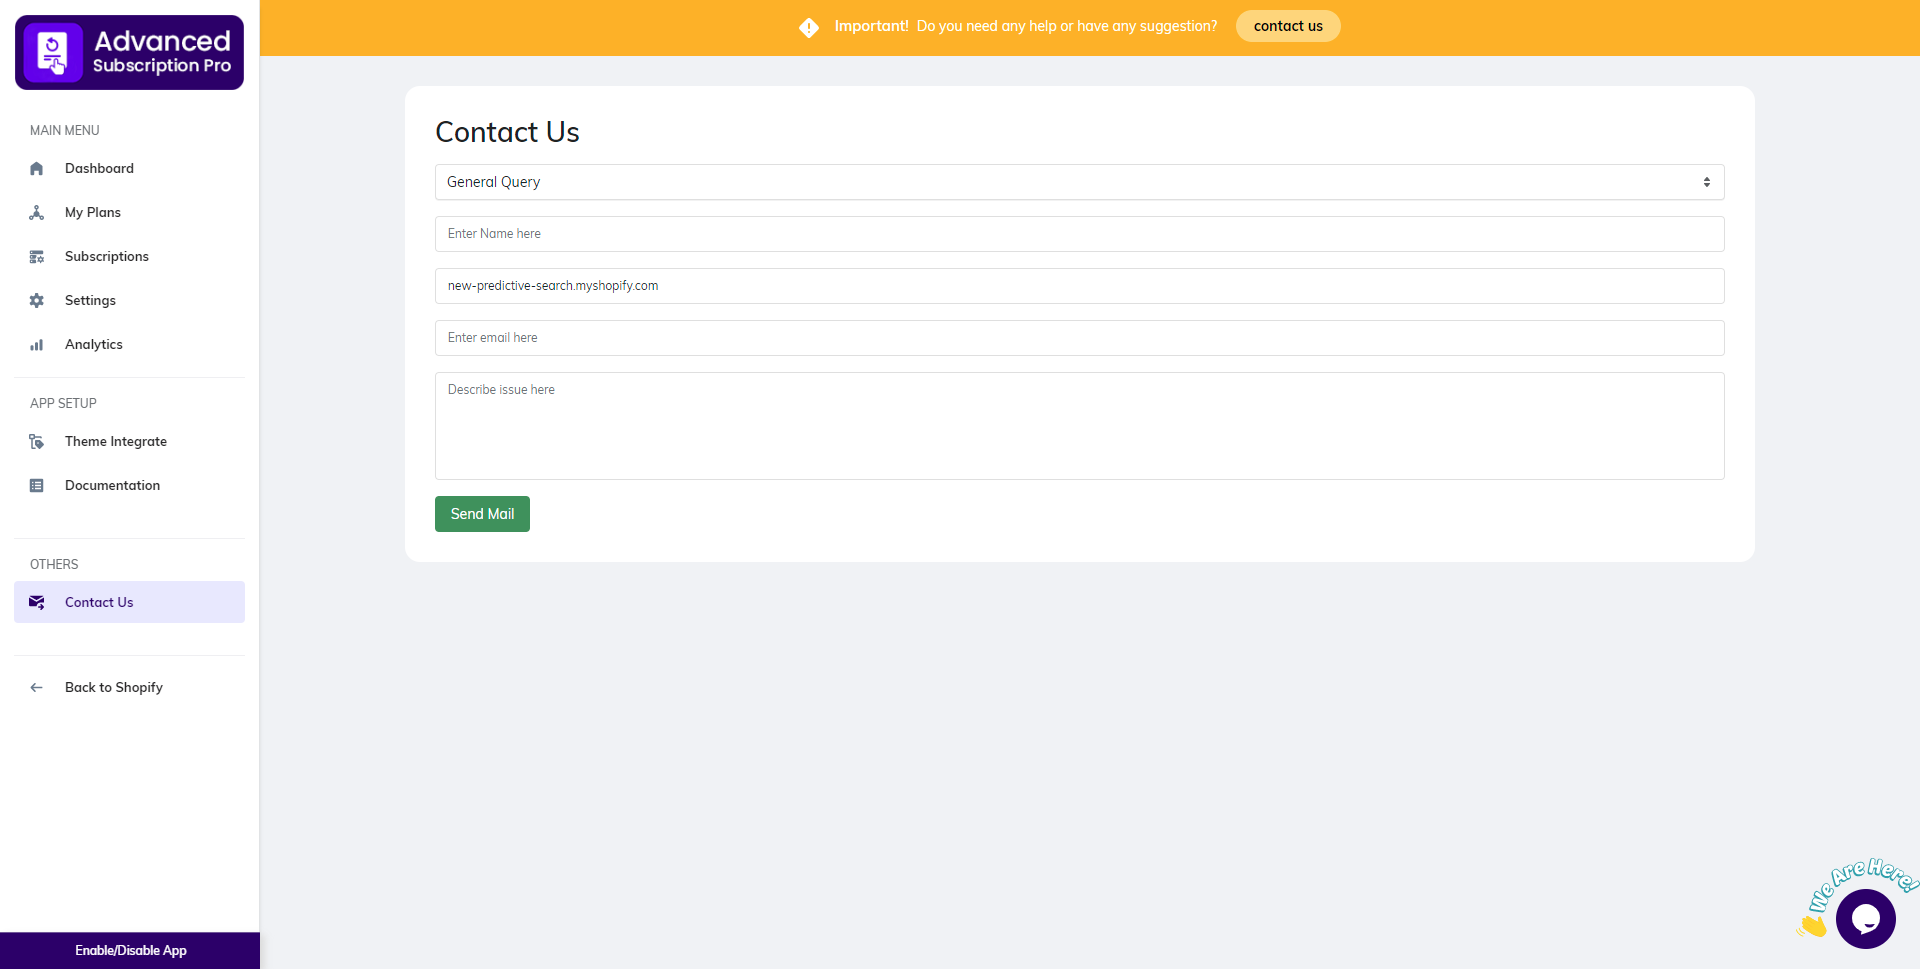 Advanced
Subscription Pro
MAIN MENU
Dashboard
My Plans
Subscriptions
Settings
Analytics
APP SETUP
Theme Integrate
Documentation
OTHERS
Contact Us
Back to Shopify
Enable/Disable App
Important! Do you need any help or have any suggestion? contact us
Contact Us
General Query
Enter Name here
new-predictive-search.myshopify.com
Enter email here
Describe issue here
Send Mail
We Are Here!